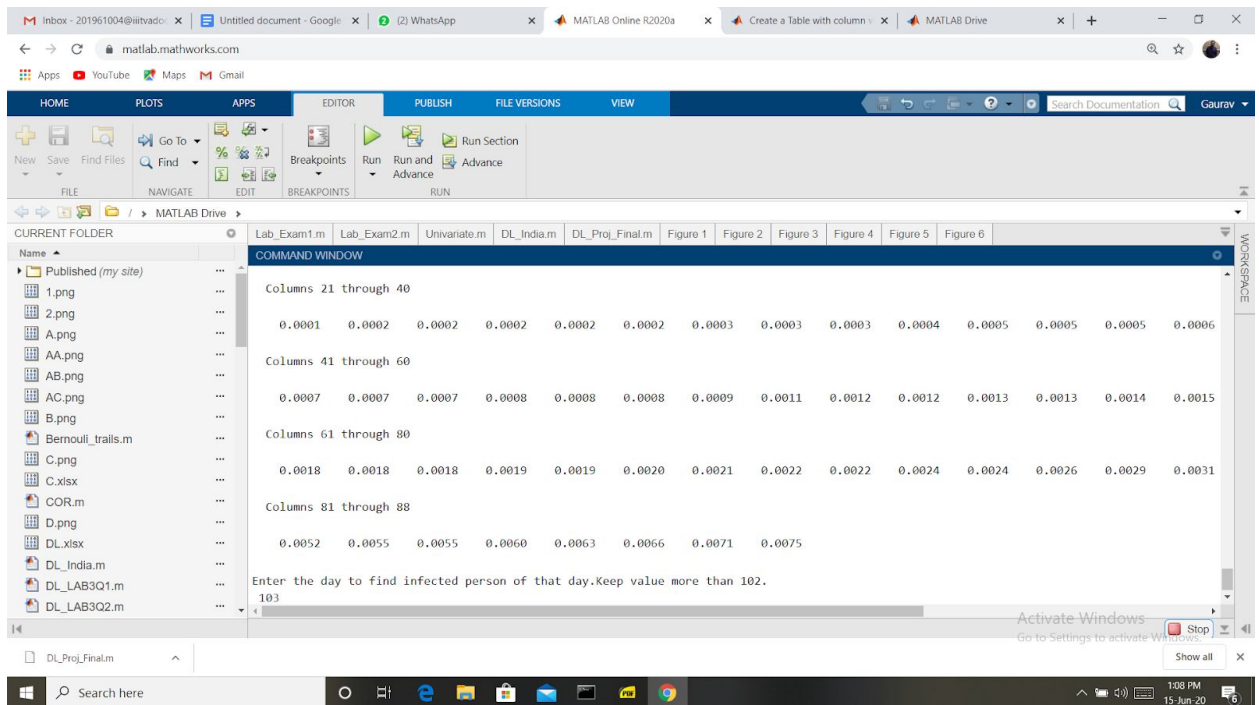 Inbox - 201961004@iiitvado Untitled document - Google (2) WhatsApp MATLAB Online R2020a Create a Table with column v MATLAB Drive
matlab.mathworks.com
Apps YouTube Maps Gmail
HOME PLOTS APPS EDITOR PUBLISH FILE VERSIONS VIEW Search Documentation Gaurav
New Save Find Files Go To Find Breakpoints Run Run and Advance Run Section Advance
FILE NAVIGATE EDIT BREAKPOINTS RUN
/ MATLAB Drive
CURRENT FOLDER Lab_Exam1.m Lab_Exam2.m Univariate.m DL_India.m DL_Proj_Final.m Figure 1 Figure 2 Figure 3 Figure 4 Figure 5 Figure 6
WORKSPACE
Name COMMAND WINDOW
Published (my site)
1.png
2.png
A.png
AA.png
AB.png
AC.png
B.png
Bernouli_trails.m
C.png
C.xlsx
COR.m
D.png
DL.xlsx
DL_India.m
DL_LAB3Q1.m
DL_LAB3Q2.m
Columns 21 through 40
0.0001 0.0002 0.0002 0.0002 0.0002 0.0002 0.0003 0.0003 0.0003 0.0004 0.0005 0.0005 0.0005 0.0006
Columns 41 through 60
0.0007 0.0007 0.0007 0.0008 0.0008 0.0008 0.0009 0.0011 0.0012 0.0012 0.0013 0.0013 0.0014 0.0015
Columns 61 through 80
0.0018 0.0018 0.0018 0.0019 0.0019 0.0020 0.0021 0.0022 0.0022 0.0024 0.0024 0.0026 0.0029 0.0031
Columns 81 through 88
0.0052 0.0055 0.0055 0.0060 0.0063 0.0066 0.0071 0.0075
Enter the day to find infected person of that day.Keep value more than 102.
103
Activate Windows
Go to Settings to activate Windows.
Stop
DL_Proj_Final.m Show all
Search here 1:08 PM
15-Jun-20 6